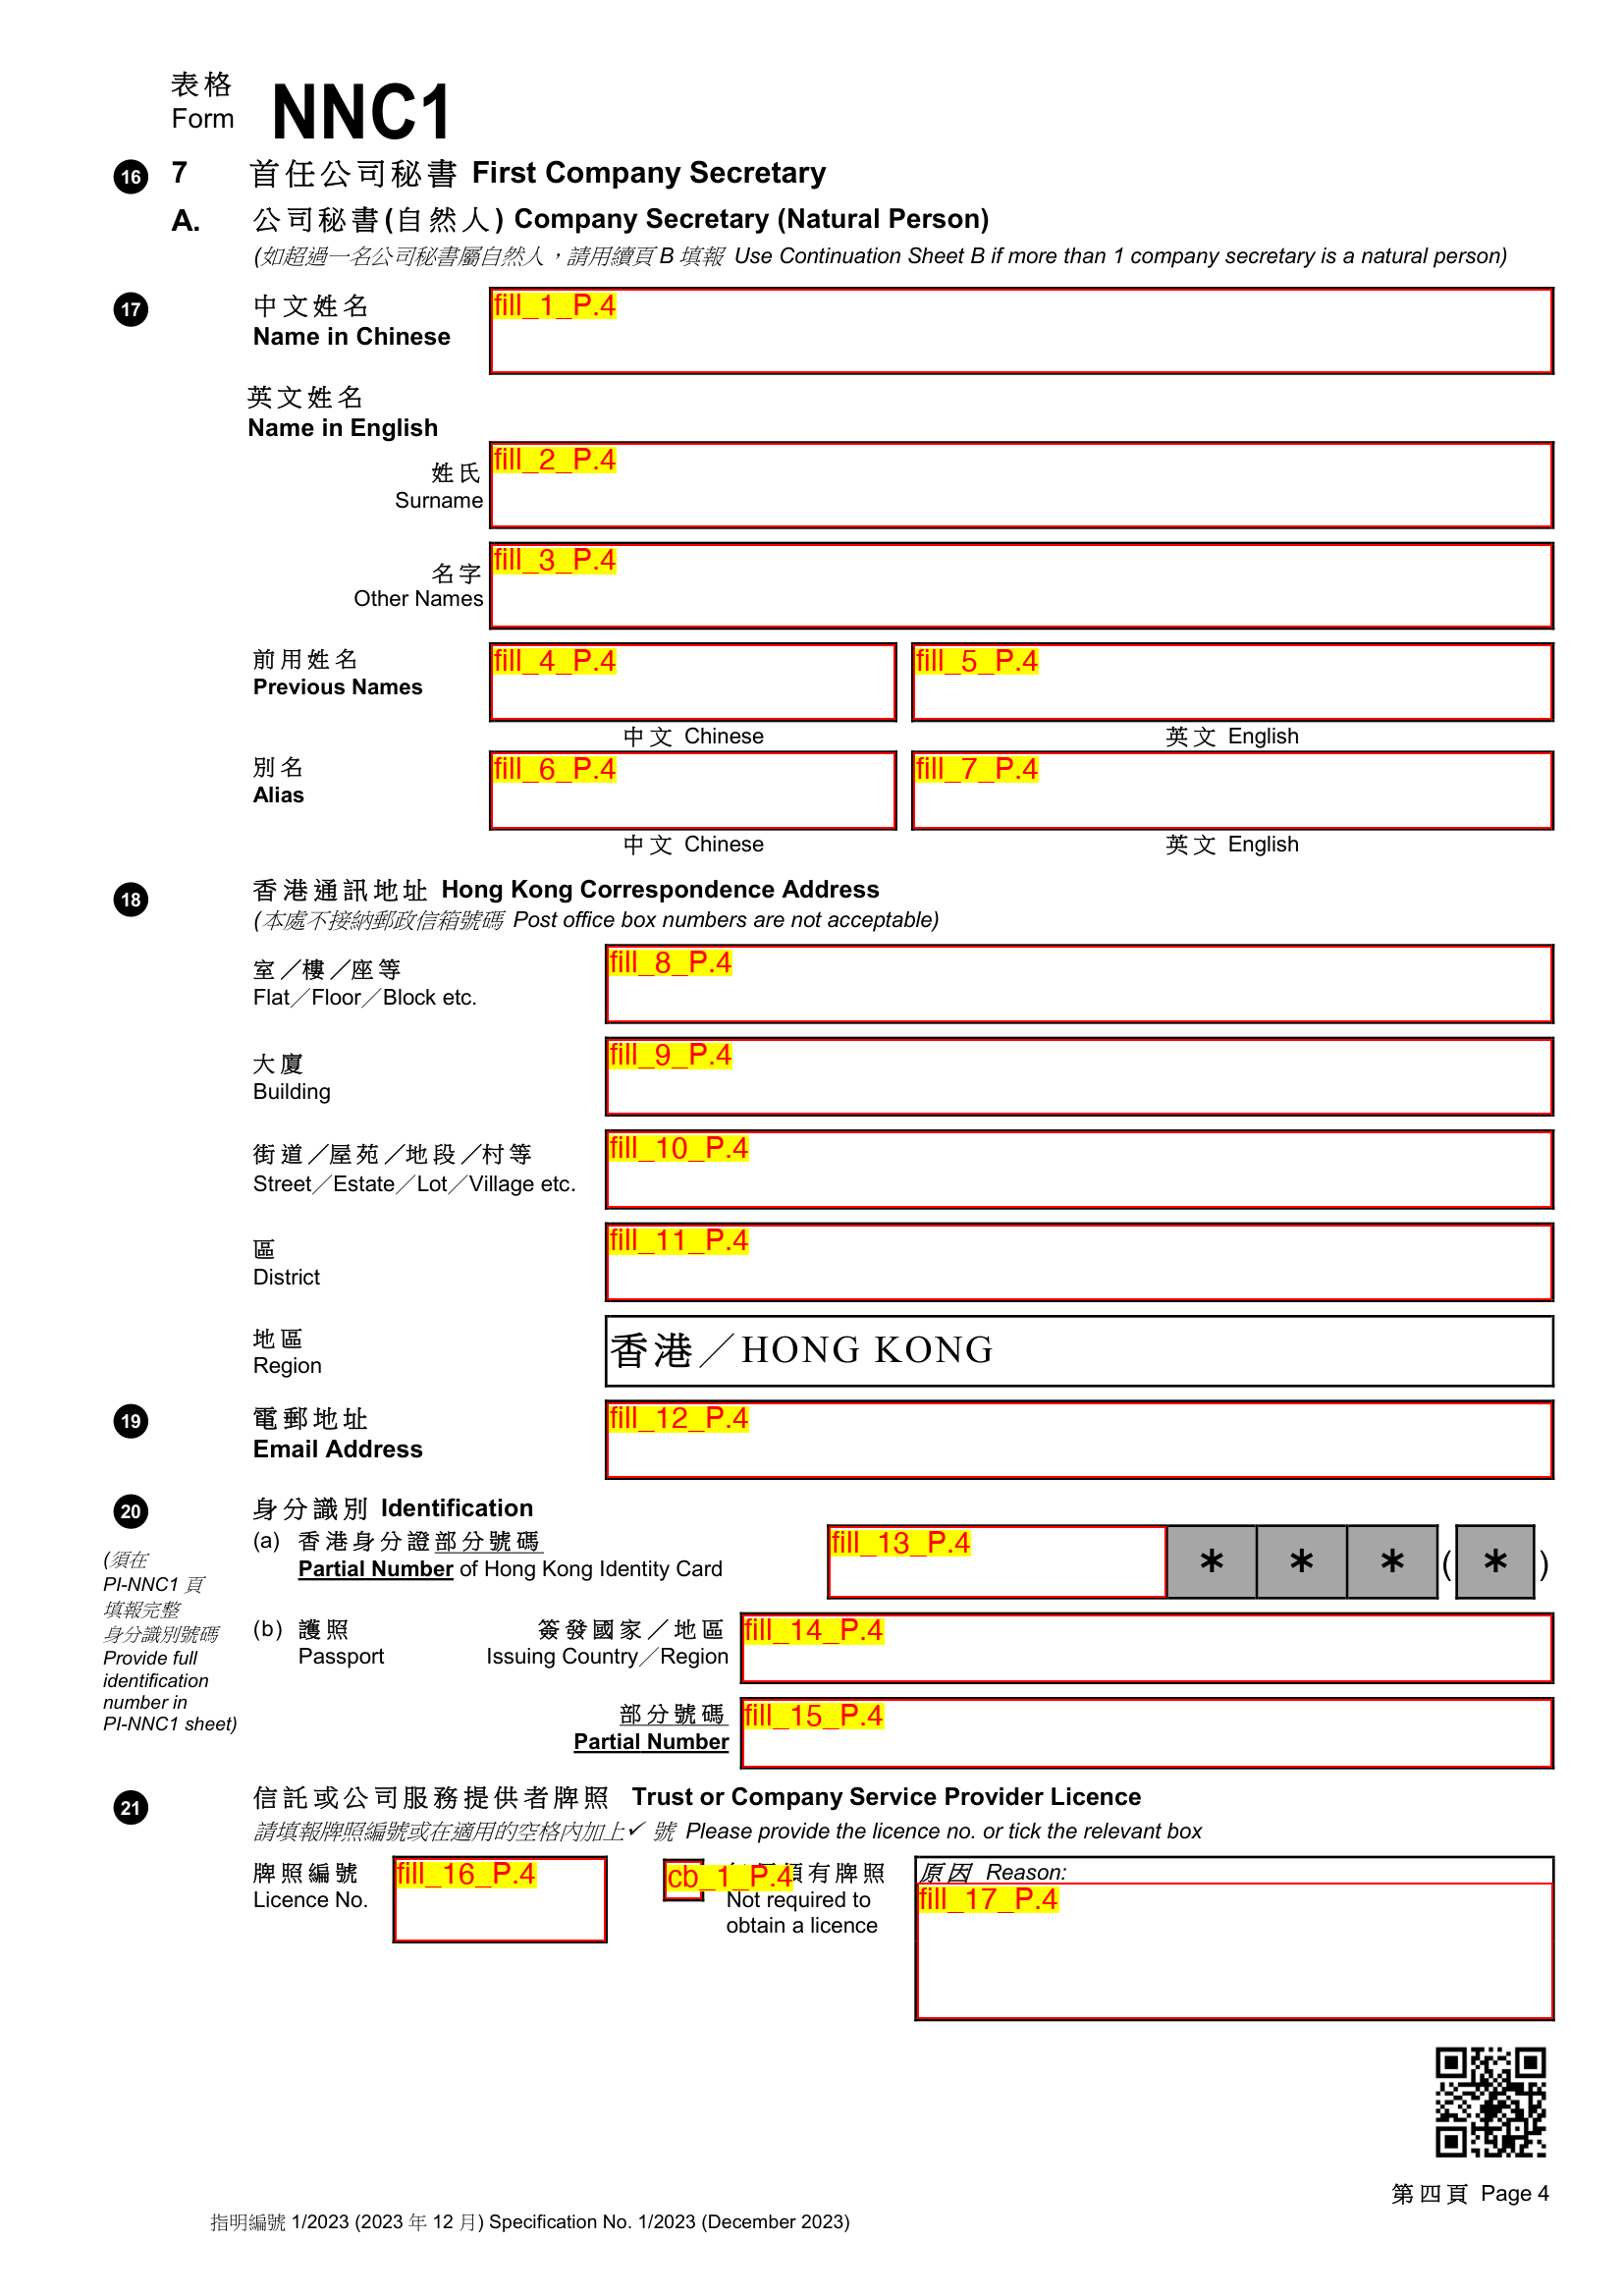 表格
Form NNC1
16 7 首任公司秘書 First Company Secretary
A. 公司秘書(自然人) Company Secretary (Natural Person)
(如超過一名公司秘書屬自然人，請用續頁 B 填報 Use Continuation Sheet B if more than 1 company secretary is a natural person)
17 中文姓名
Name in Chinese
fill_1_P.4
英文姓名
Name in English
姓氏
Surname
fill_2_P.4
名字
Other Names
fill_3_P.4
前用姓名
Previous Names
fill_4_P.4 fill_5_P.4
中文 Chinese 英文 English
別名
Alias
fill_6_P.4 fill_7_P.4
中文 Chinese 英文 English
18 香港通訊地址 Hong Kong Correspondence Address
(本處不接納郵政信箱號碼 Post office box numbers are not acceptable)
室／樓／座等
Flat／Floor／Block etc.
fill_8_P.4
大廈
Building
fill_9_P.4
街道／屋苑／地段／村等
Street／Estate／Lot／Village etc.
fill_10_P.4
區
District
fill_11_P.4
地區
Region
香港／HONG KONG
19 電郵地址
Email Address
fill_12_P.4
20 身分識別 Identification
(須在
PI-NNC1 頁
填報完整
身分識別號碼
Provide full
identification
number in
PI-NNC1 sheet)
(a) 香港身分證部分號碼
Partial Number of Hong Kong Identity Card
fill_13_P.4 * * * ( * )
(b) 護照 簽發國家／地區
Passport Issuing Country／Region
fill_14_P.4
部分號碼
Partial Number
fill_15_P.4
21 信託或公司服務提供者牌照 Trust or Company Service Provider Licence
請填報牌照編號或在適用的空格內加上✓ 號 Please provide the licence no. or tick the relevant box
牌照編號
Licence No.
fill_16_P.4
cb_1_P.4 須有牌照
Not required to
obtain a licence
原因 Reason:
fill_17_P.4
第四頁 Page 4
指明編號 1/2023 (2023 年 12 月) Specification No. 1/2023 (December 2023)